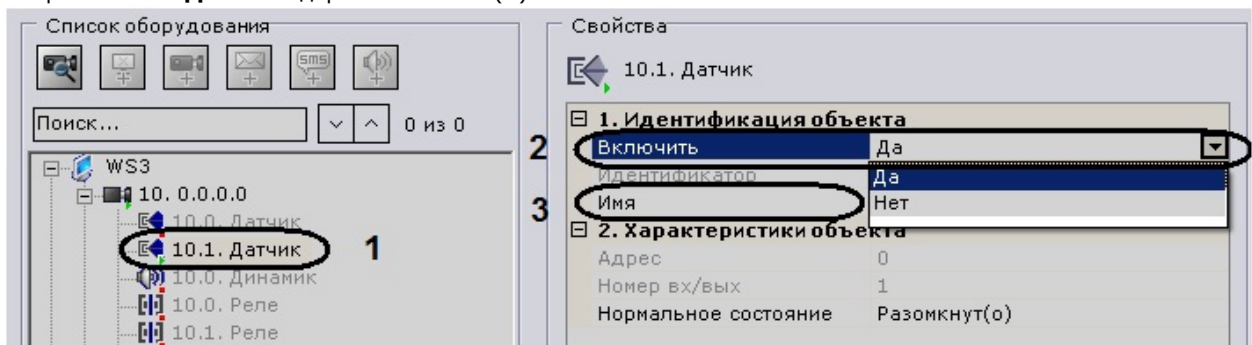 Список оборудования
sms
Поиск...
0 из 0
WS3
10. 0.0.0.0
10.0. Датчик
10.1. Датчик
1
10.0. Динамик
10.0. Реле
10.1. Реле
Свойства
10.1. Датчик
1. Идентификация объекта
2
Включить Да
Идентификатор Да
3
Имя Нет
2. Характеристики объекта
Адрес 0
Номер вх/вых 1
Нормальное состояние Разомкнут(о)